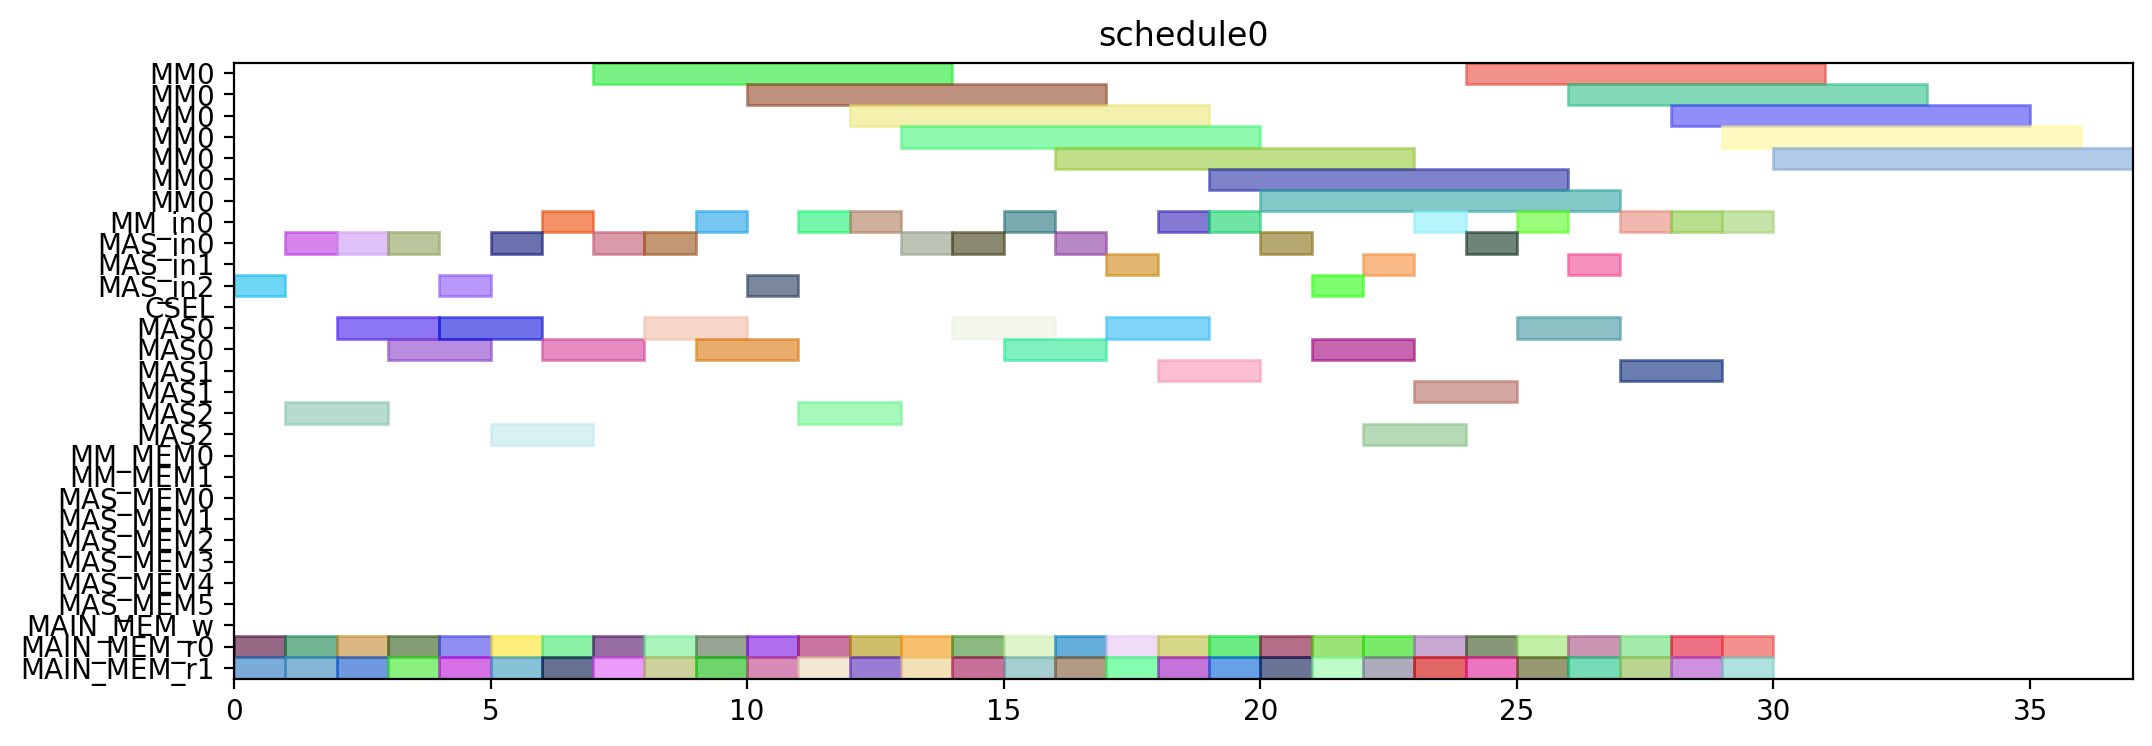 schedule0
MM0
MM0
MM0
MM0
MM0
MM0
MM0
MM_in0
MAS_in0
MAS_in1
MAS_in2
CSEL
MAS0
MAS0
MAS1
MAS1
MAS2
MAS2
MM_MEM0
MM_MEM1
MAS_MEM0
MAS_MEM1
MAS_MEM2
MAS_MEM3
MAS_MEM4
MAS_MEM5
MAIN_MEM_w
MAIN_MEM_r0
MAIN_MEM_r1
0 5 10 15 20 25 30 35